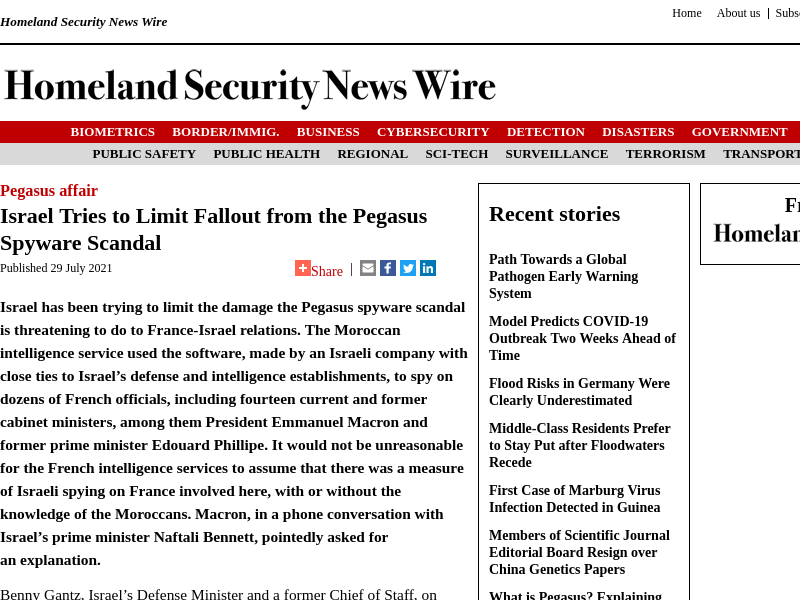 Homeland Security News Wire
Home About us | Subs
Homeland Security News Wire
BIOMETRICS BORDER/IMMIG. BUSINESS CYBERSECURITY DETECTION DISASTERS GOVERNMENT
PUBLIC SAFETY PUBLIC HEALTH REGIONAL SCI-TECH SURVEILLANCE TERRORISM TRANSPORT
Pegasus affair
Israel Tries to Limit Fallout from the Pegasus
Spyware Scandal
Published 29 July 2021
Share |
Israel has been trying to limit the damage the Pegasus spyware scandal
is threatening to do to France-Israel relations. The Moroccan
intelligence service used the software, made by an Israeli company with
close ties to Israel’s defense and intelligence establishments, to spy on
dozens of French officials, including fourteen current and former
cabinet ministers, among them President Emmanuel Macron and
former prime minister Edouard Phillipe. It would not be unreasonable
for the French intelligence services to assume that there was a measure
of Israeli spying on France involved here, with or without the
knowledge of the Moroccans. Macron, in a phone conversation with
Israel’s prime minister Naftali Bennett, pointedly asked for
an explanation.
Benny Gantz, Israel’s Defense Minister and a former Chief of Staff, on
Recent stories
Path Towards a Global
Pathogen Early Warning
System
Model Predicts COVID-19
Outbreak Two Weeks Ahead of
Time
Flood Risks in Germany Were
Clearly Underestimated
Middle-Class Residents Prefer
to Stay Put after Floodwaters
Recede
First Case of Marburg Virus
Infection Detected in Guinea
Members of Scientific Journal
Editorial Board Resign over
China Genetics Papers
What is Pegasus? Explaining
Fr
Homelan